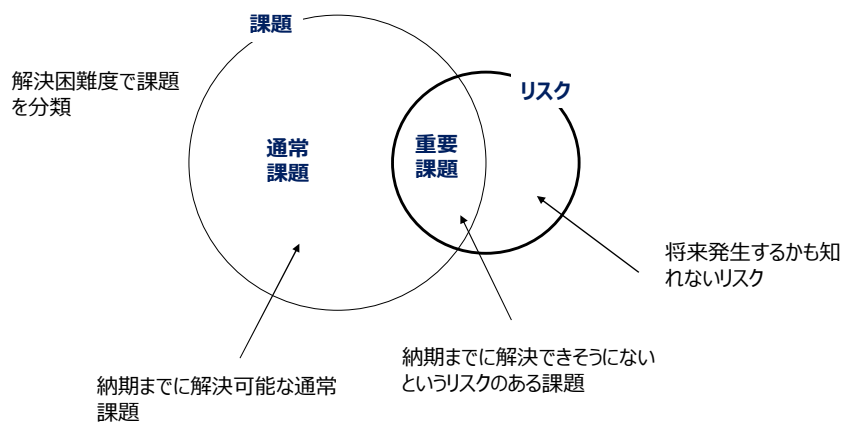 課題
解決困難度で課題
を分類
リスク
通常
課題
重要
課題
将来発生するかも知
れないリスク
納期までに解決できそうにない
というリスクのある課題
納期までに解決可能な通常
課題